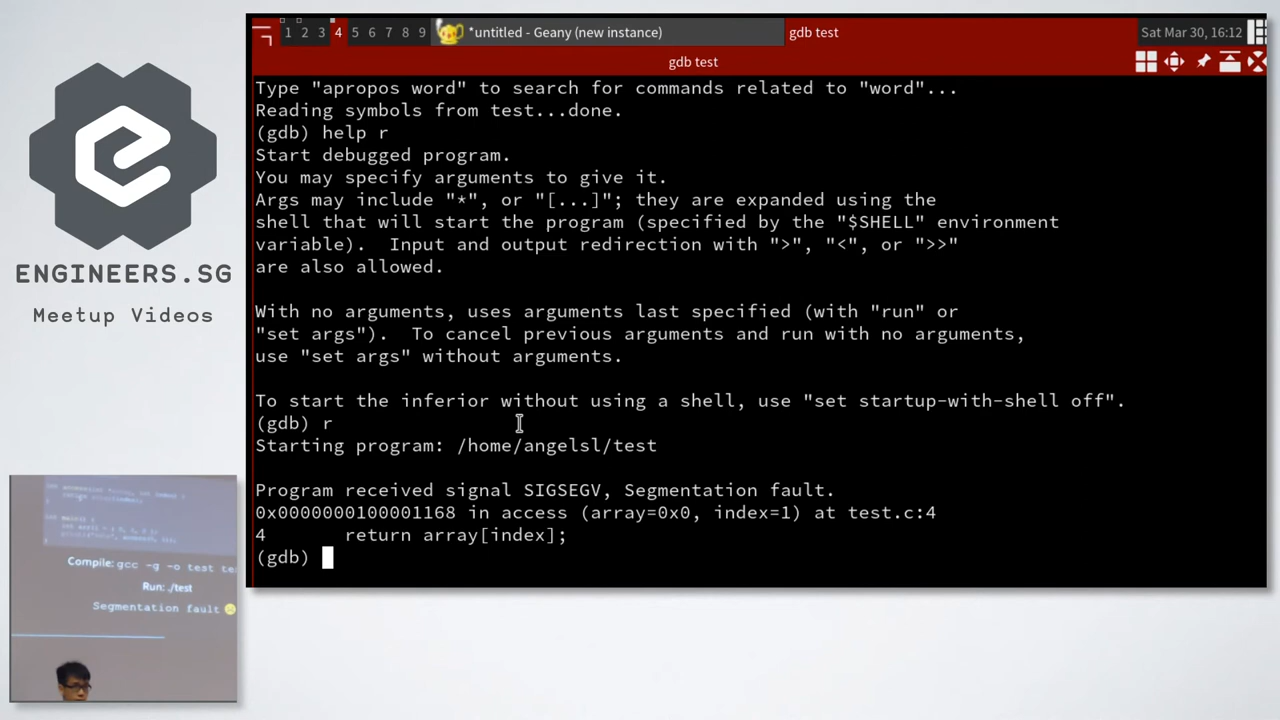 1 2 3 4 5 6 7 8 9 *untitled - Geany (new instance) gdb test Sat Mar 30, 16:12
gdb test
Type "apropos word" to search for commands related to "word"...
Reading symbols from test...done.
(gdb) help r
Start debugged program.
You may specify arguments to give it.
Args may include "*", or "[...]"; they are expanded using the
shell that will start the program (specified by the "$SHELL" environment
variable).  Input and output redirection with ">", "<", or ">>"
are also allowed.
With no arguments, uses arguments last specified (with "run" or
"set args").  To cancel previous arguments and run with no arguments,
use "set args" without arguments.
To start the inferior without using a shell, use "set startup-with-shell off".
(gdb) r
Starting program: /home/angelsl/test
Program received signal SIGSEGV, Segmentation fault.
0x0000000100001168 in access (array=0x0, index=1) at test.c:4
4       return array[index];
(gdb)
ENGINEERS.SG
Meetup Videos
Compile: gcc -g -o test
Run: ./test
Segmentation fault